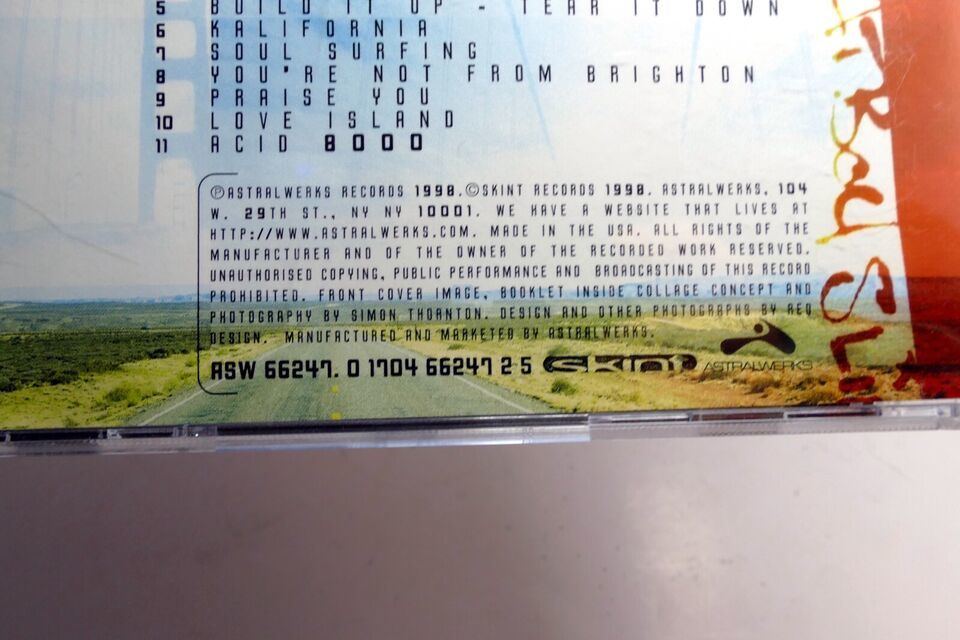 5 BUILD IT UP - TEAR IT DOWN
6 KALIFORNIA
7 SOUL SURFING
8 YOU'RE NOT FROM BRIGHTON
9 PRAISE YOU
10 LOVE ISLAND
11 ACID 8000
ⓅASTRALWERKS RECORDS 1998.©SKINT RECORDS 1998. ASTRALWERKS, 104
W. 29TH ST., NY NY 10001. WE HAVE A WEBSITE THAT LIVES AT
HTTP://WWW.ASTRALWERKS.COM. MADE IN THE USA. ALL RIGHTS OF THE
MANUFACTURER AND OF THE OWNER OF THE RECORDED WORK RESERVED.
UNAUTHORISED COPYING, PUBLIC PERFORMANCE AND BROADCASTING OF THIS RECORD
PROHIBITED. FRONT COVER IMAGE, BOOKLET INSIDE COLLAGE CONCEPT AND
PHOTOGRAPHY BY SIMON THORNTON. DESIGN AND OTHER PHOTOGRAPHS BY REQ
DESIGN. MANUFACTURED AND MARKETED BY ASTRALWERKS.
ASW 66247. 0 1704 66247 2 5 SKINT ASTRALWERKS